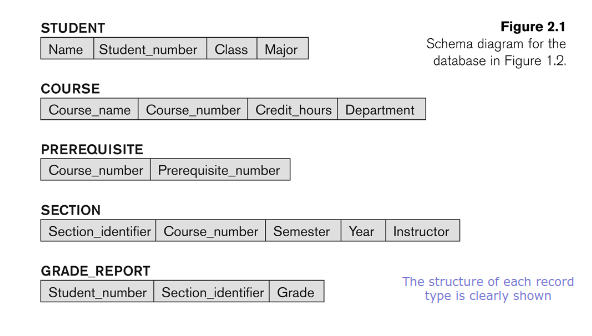 STUDENT
Name Student_number Class Major
Figure 2.1
Schema diagram for the
database in Figure 1.2.
COURSE
Course_name Course_number Credit_hours Department
PREREQUISITE
Course_number Prerequisite_number
SECTION
Section_identifier Course_number Semester Year Instructor
GRADE_REPORT
Student_number Section_identifier Grade
The structure of each record
type is clearly shown